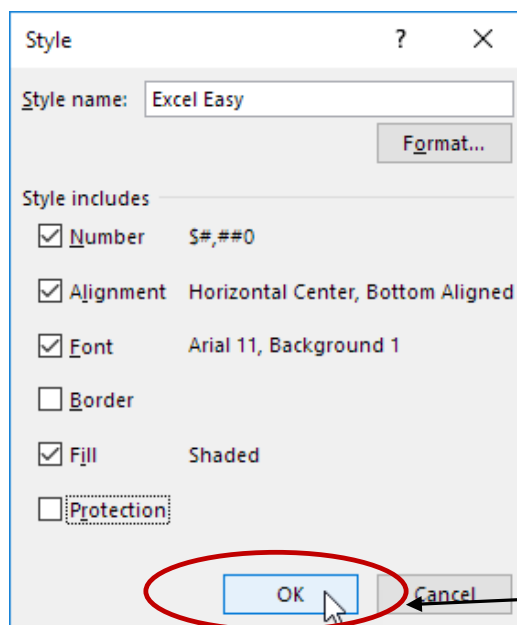 Style ? X
Style name: Excel Easy
Format...
Style includes
Number $#,##0
Alignment Horizontal Center, Bottom Aligned
Font Arial 11, Background 1
Border
Fill Shaded
Protection
OK Cancel